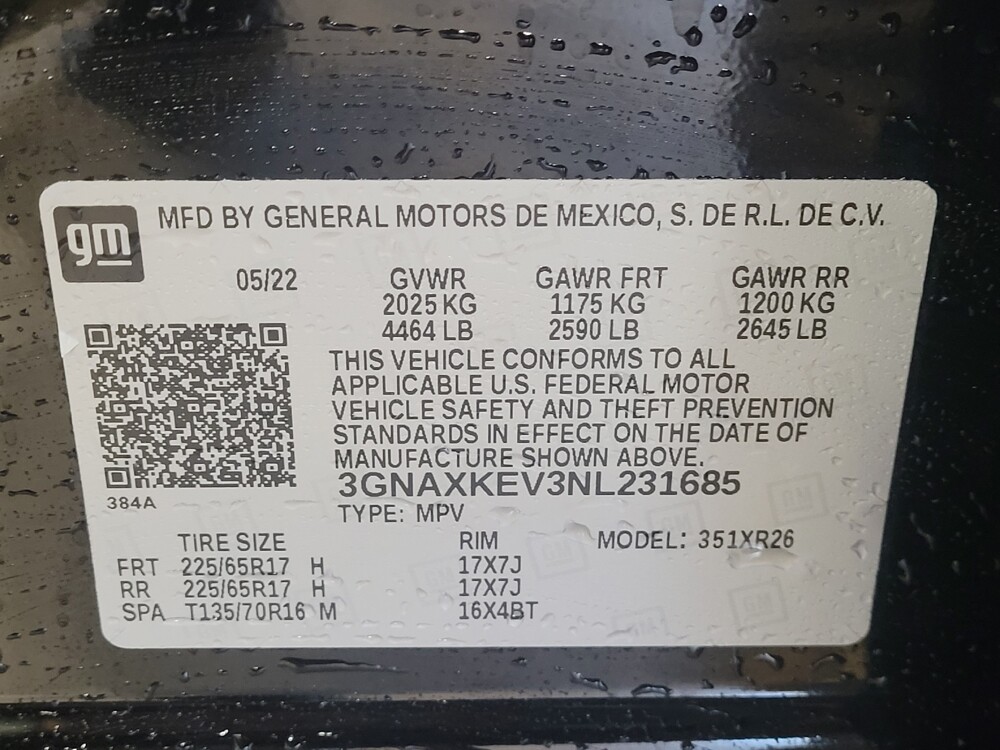 gm MFD BY GENERAL MOTORS DE MEXICO, S. DE R.L. DE C.V.
05/22 GVWR GAWR FRT GAWR RR
2025 KG 1175 KG 1200 KG
4464 LB 2590 LB 2645 LB
THIS VEHICLE CONFORMS TO ALL
APPLICABLE U.S. FEDERAL MOTOR
VEHICLE SAFETY AND THEFT PREVENTION
STANDARDS IN EFFECT ON THE DATE OF
MANUFACTURE SHOWN ABOVE.
3GNAXKEV3NL231685
384A
TYPE: MPV
TIRE SIZE RIM MODEL: 351XR26
FRT 225/65R17 H 17X7J
RR 225/65R17 H 17X7J
SPA T135/70R16 M 16X4BT